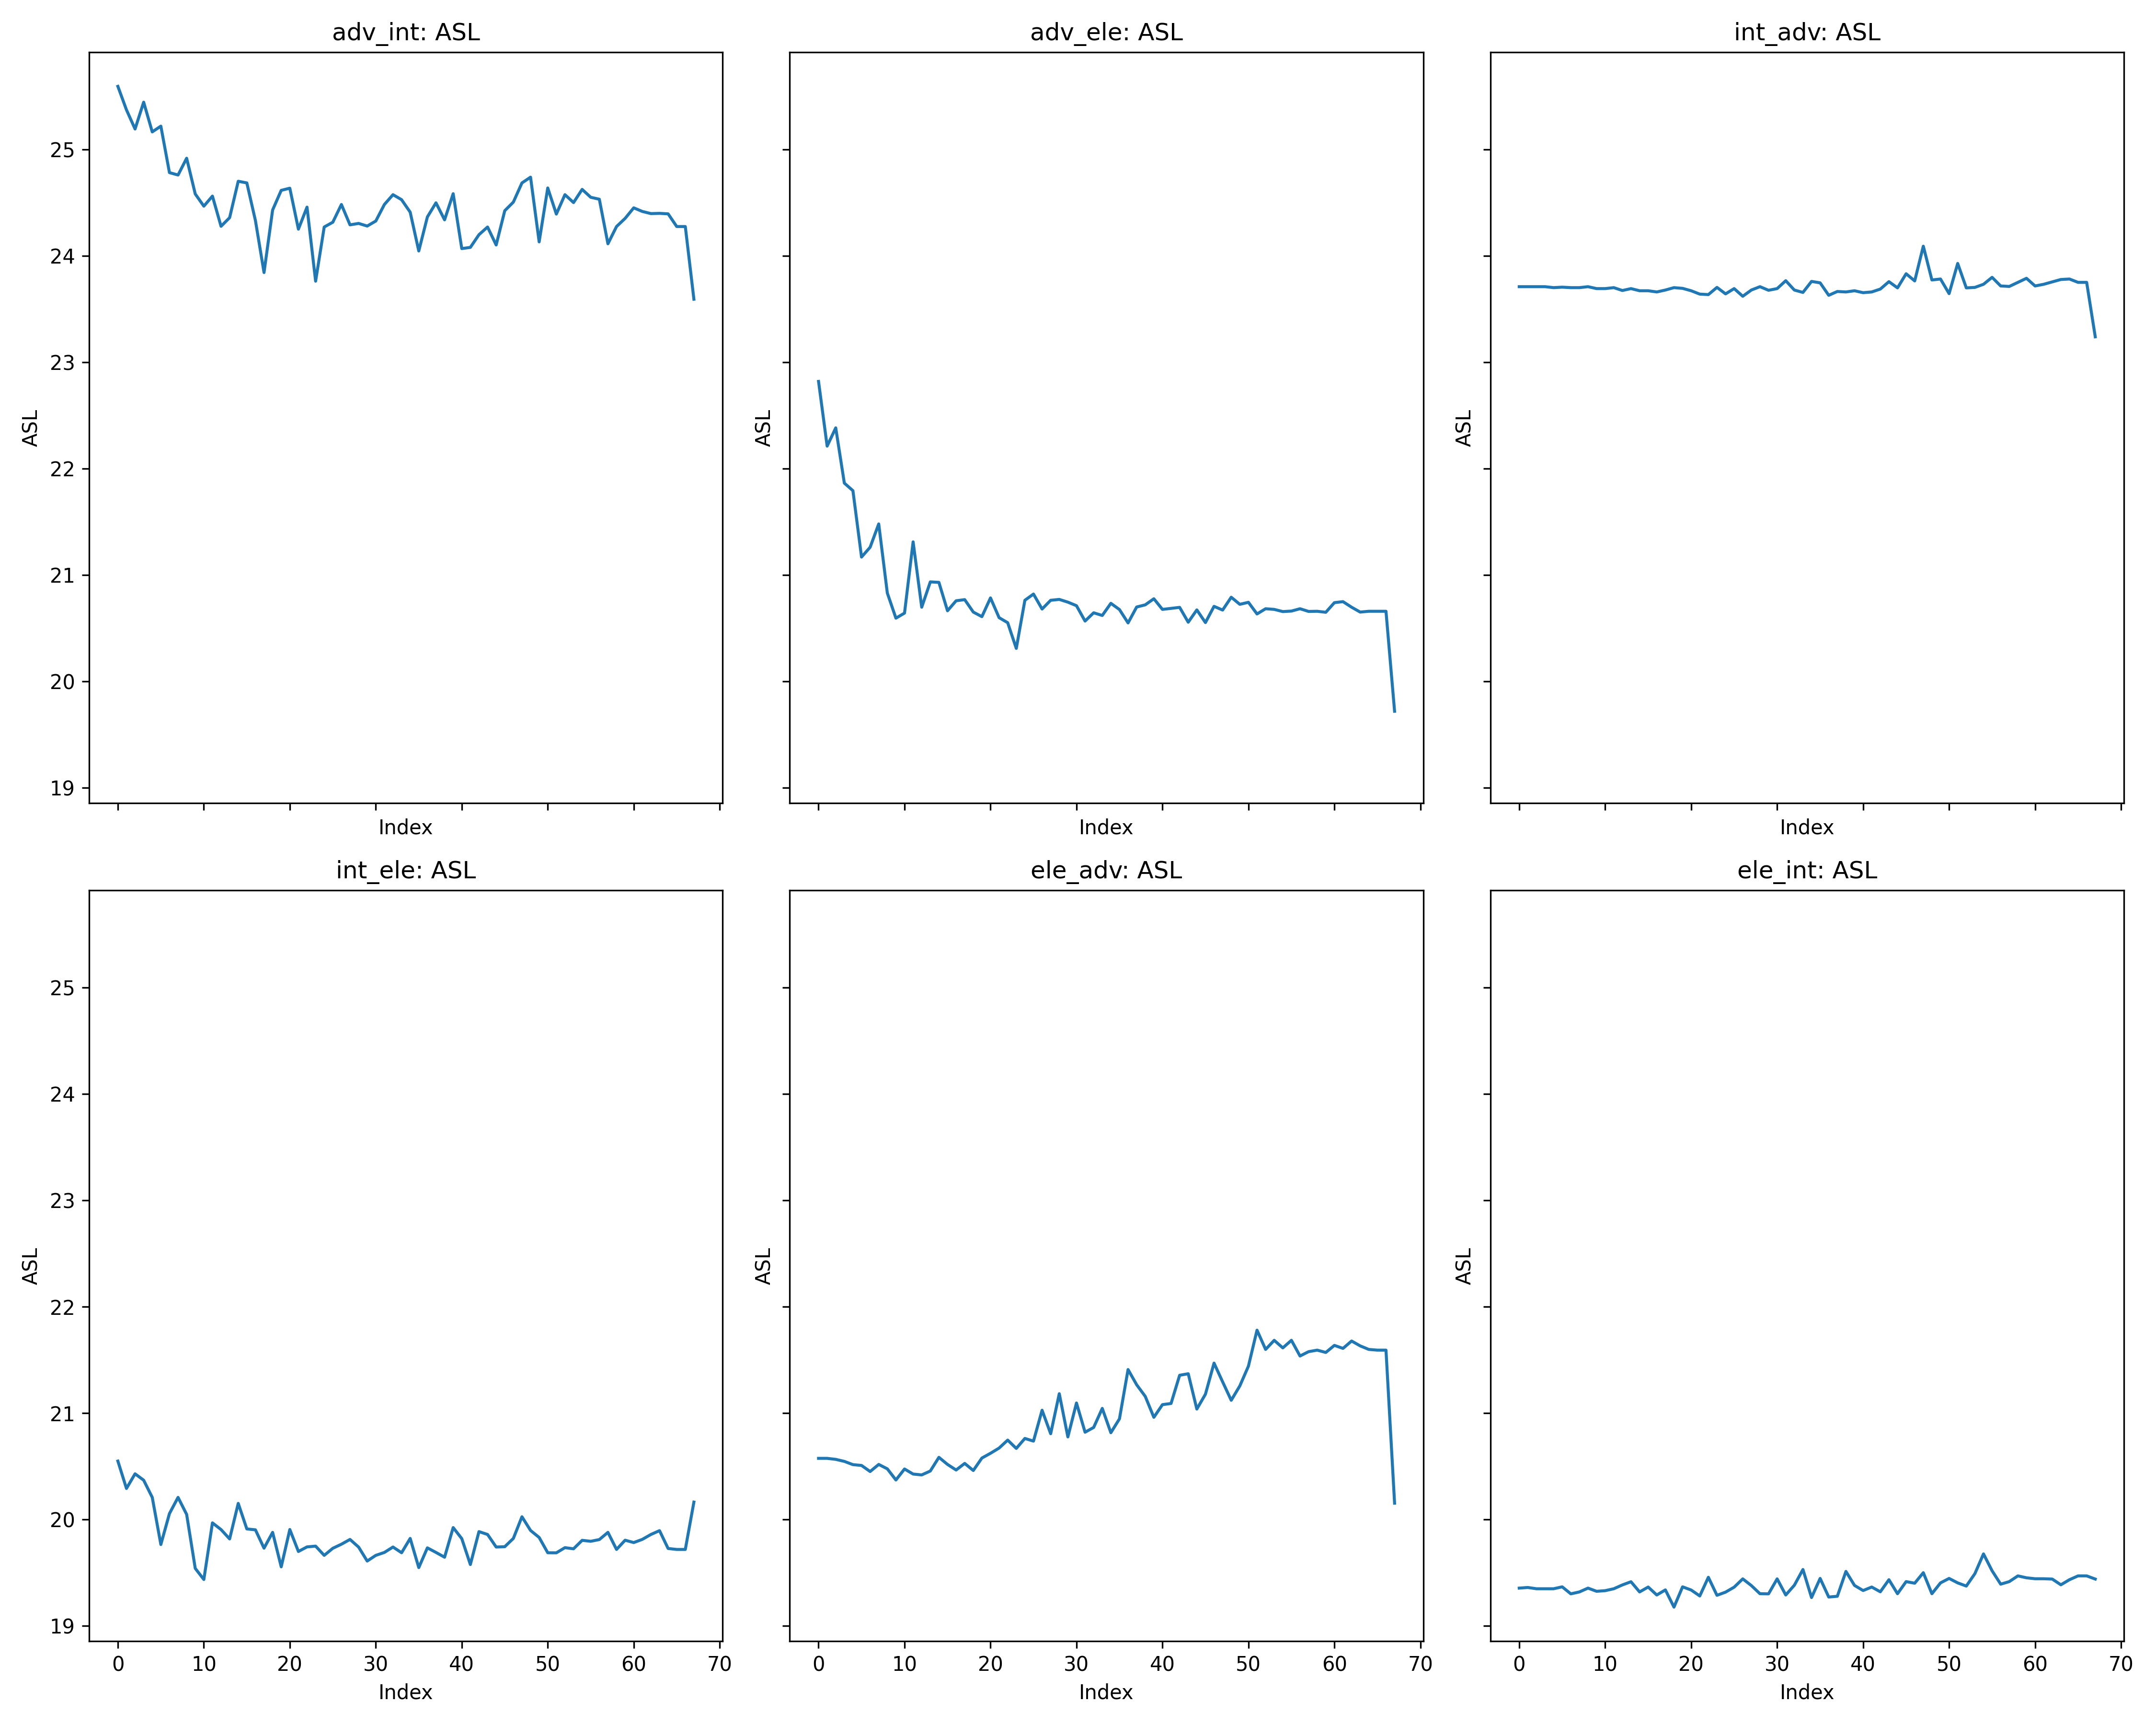 adv_int: ASL
adv_ele: ASL
int_adv: ASL
25
24
23
22
21
20
19
ASL
ASL
ASL
Index
Index
Index
int_ele: ASL
ele_adv: ASL
ele_int: ASL
25
24
23
22
21
20
19
ASL
ASL
ASL
0 10 20 30 40 50 60 70
0 10 20 30 40 50 60 70
0 10 20 30 40 50 60 70
Index
Index
Index